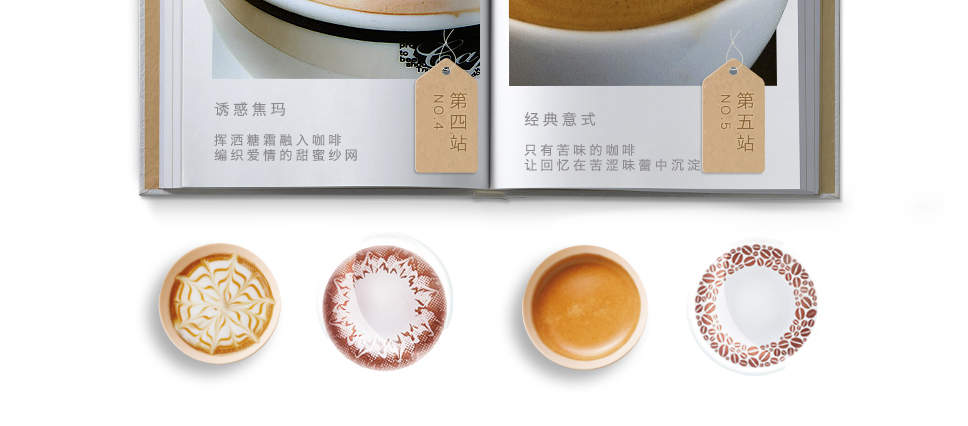 诱惑焦玛
挥洒糖霜融入咖啡
编织爱情的甜蜜纱网
第四站
NO.4
经典意式
只有苦味的咖啡
让回忆在苦涩味蕾中沉淀
第五站
NO.5